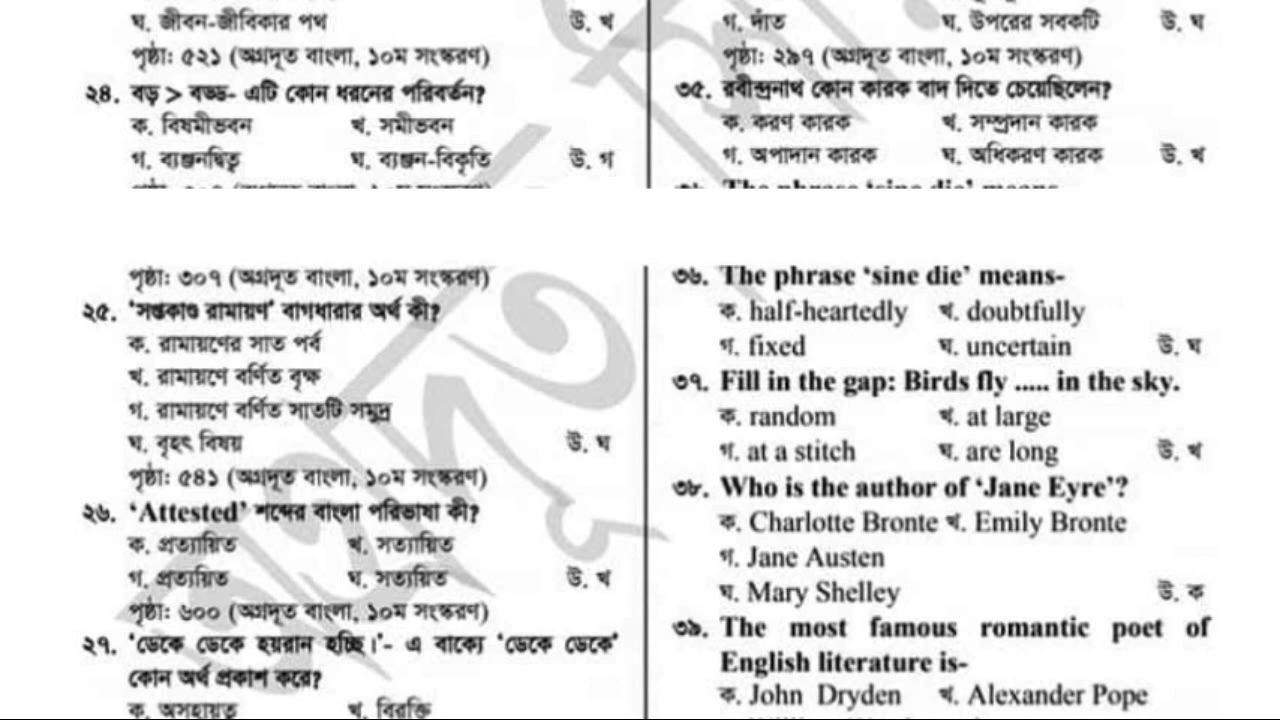 ঘ. জীবন-জীবিকার পথ উ. খ
পৃষ্ঠা: ৫২১ (অগ্রদূত বাংলা, ১০ম সংস্করণ)
২৪. বড় > বড্ড- এটি কোন ধরনের পরিবর্তন?
ক. বিষমীভবন খ. সমীভবন
গ. ব্যঞ্জনদ্বিত্ব ঘ. ব্যঞ্জন-বিকৃতি উ. গ
পৃষ্ঠা: ৩০৭ (অগ্রদূত বাংলা, ১০ম সংস্করণ)
২৫. ‘সপ্তকাণ্ড রামায়ণ’ বাগধারার অর্থ কী?
ক. রামায়ণের সাত পর্ব
খ. রামায়ণে বর্ণিত বৃক্ষ
গ. রামায়ণে বর্ণিত সাতটি সমুদ্র
ঘ. বৃহৎ বিষয় উ. ঘ
পৃষ্ঠা: ৫৪১ (অগ্রদূত বাংলা, ১০ম সংস্করণ)
২৬. ‘Attested’ শব্দের বাংলা পরিভাষা কী?
ক. প্রত্যায়িত খ. সত্যায়িত
গ. প্রত্যয়িত ঘ. সত্যয়িত উ. খ
পৃষ্ঠা: ৬০০ (অগ্রদূত বাংলা, ১০ম সংস্করণ)
২৭. ‘ডেকে ডেকে হয়রান হচ্ছি।’- এ বাক্যে ‘ডেকে ডেকে’
কোন অর্থ প্রকাশ করে?
ক. অসহায়ত্ব খ. বিরক্তি
গ. দাঁত ঘ. উপরের সবকটি উ. ঘ
পৃষ্ঠা: ২৯৭ (অগ্রদূত বাংলা, ১০ম সংস্করণ)
৩৫. রবীন্দ্রনাথ কোন কারক বাদ দিতে চেয়েছিলেন?
ক. করণ কারক খ. সম্প্রদান কারক
গ. অপাদান কারক ঘ. অধিকরণ কারক উ. খ
৩৬. The phrase ‘sine die’ means-
ক. half-heartedly খ. doubtfully
গ. fixed ঘ. uncertain উ. ঘ
৩৭. Fill in the gap: Birds fly ..... in the sky.
ক. random খ. at large
গ. at a stitch ঘ. are long উ. খ
৩৮. Who is the author of ‘Jane Eyre’?
ক. Charlotte Bronte খ. Emily Bronte
গ. Jane Austen
ঘ. Mary Shelley উ. ক
৩৯. The most famous romantic poet of
English literature is-
ক. John Dryden খ. Alexander Pope